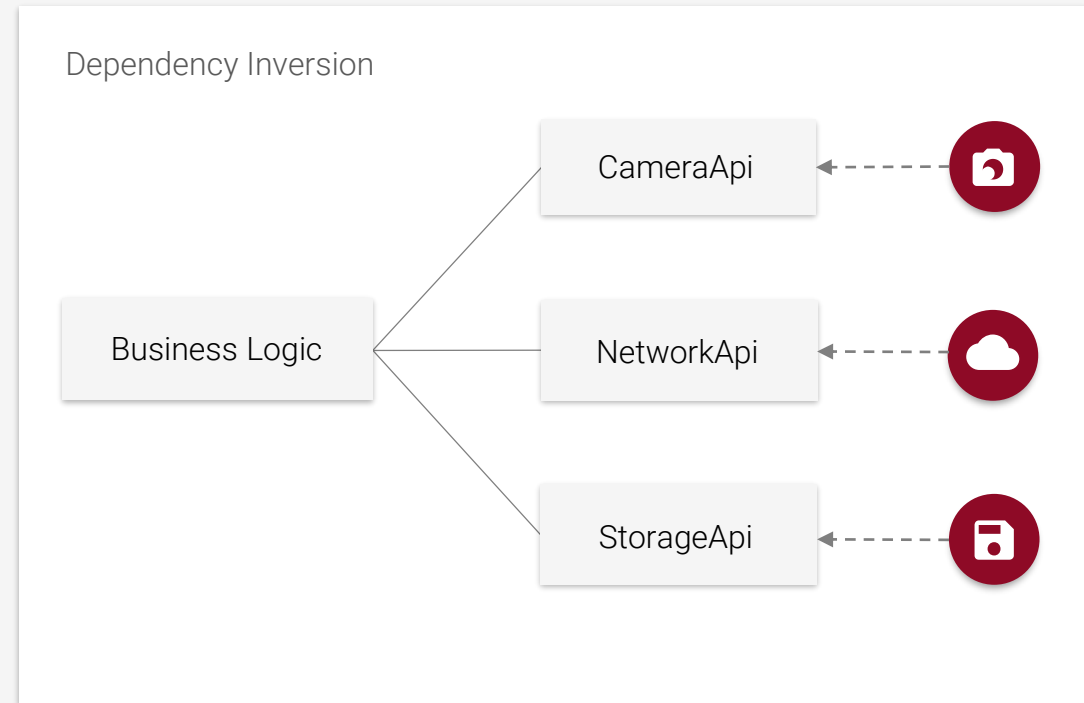 Dependency Inversion
CameraApi
Business Logic
NetworkApi
StorageApi